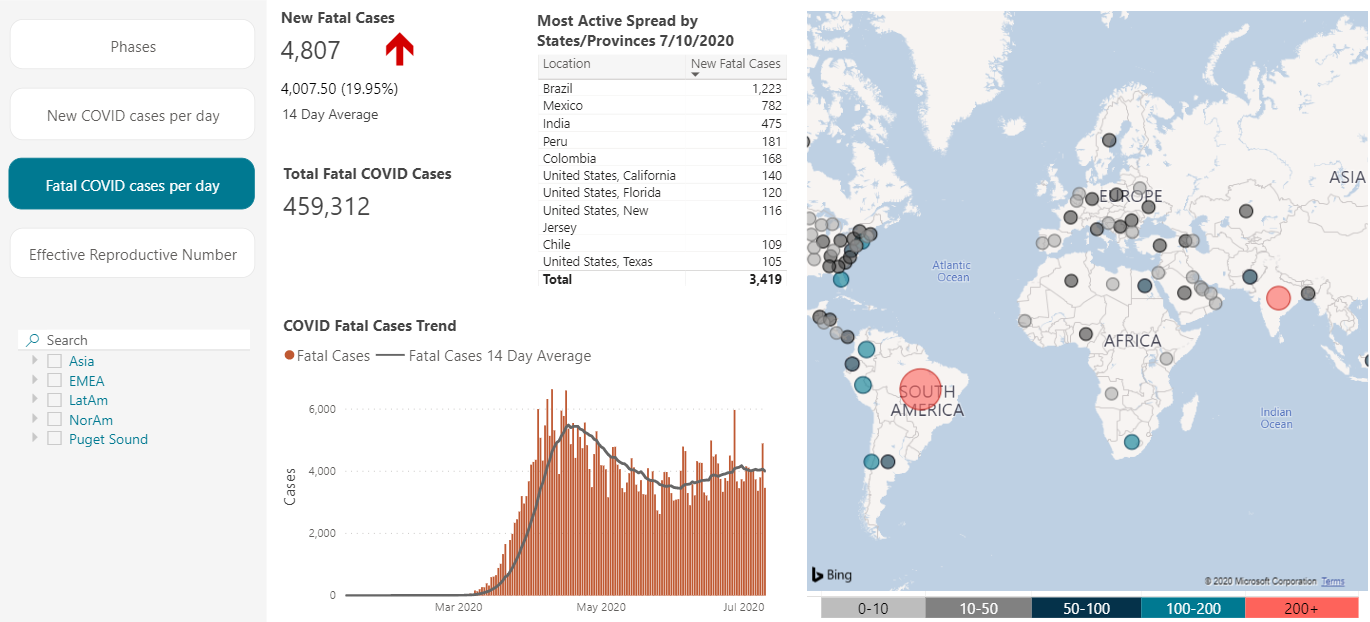 Phases
New COVID cases per day
Fatal COVID cases per day
Effective Reproductive Number
Search
Asia
EMEA
LatAm
NorAm
Puget Sound
New Fatal Cases
4,807
4,007.50 (19.95%)
14 Day Average
Total Fatal COVID Cases
459,312
Most Active Spread by
States/Provinces 7/10/2020
Location New Fatal Cases
Brazil 1,223
Mexico 782
India 475
Peru 181
Colombia 168
United States, California 140
United States, Florida 120
United States, New 116
Jersey
Chile 109
United States, Texas 105
Total 3,419
COVID Fatal Cases Trend
Fatal Cases Fatal Cases 14 Day Average
6,000
4,000
2,000
0
Cases
Mar 2020 May 2020 Jul 2020
ASIA
EUROPE
Atlantic
Ocean
AFRICA
SOUTH
AMERICA
Indian
Ocean
Bing
© 2020 Microsoft Corporation Terms
0-10 10-50 50-100 100-200 200+